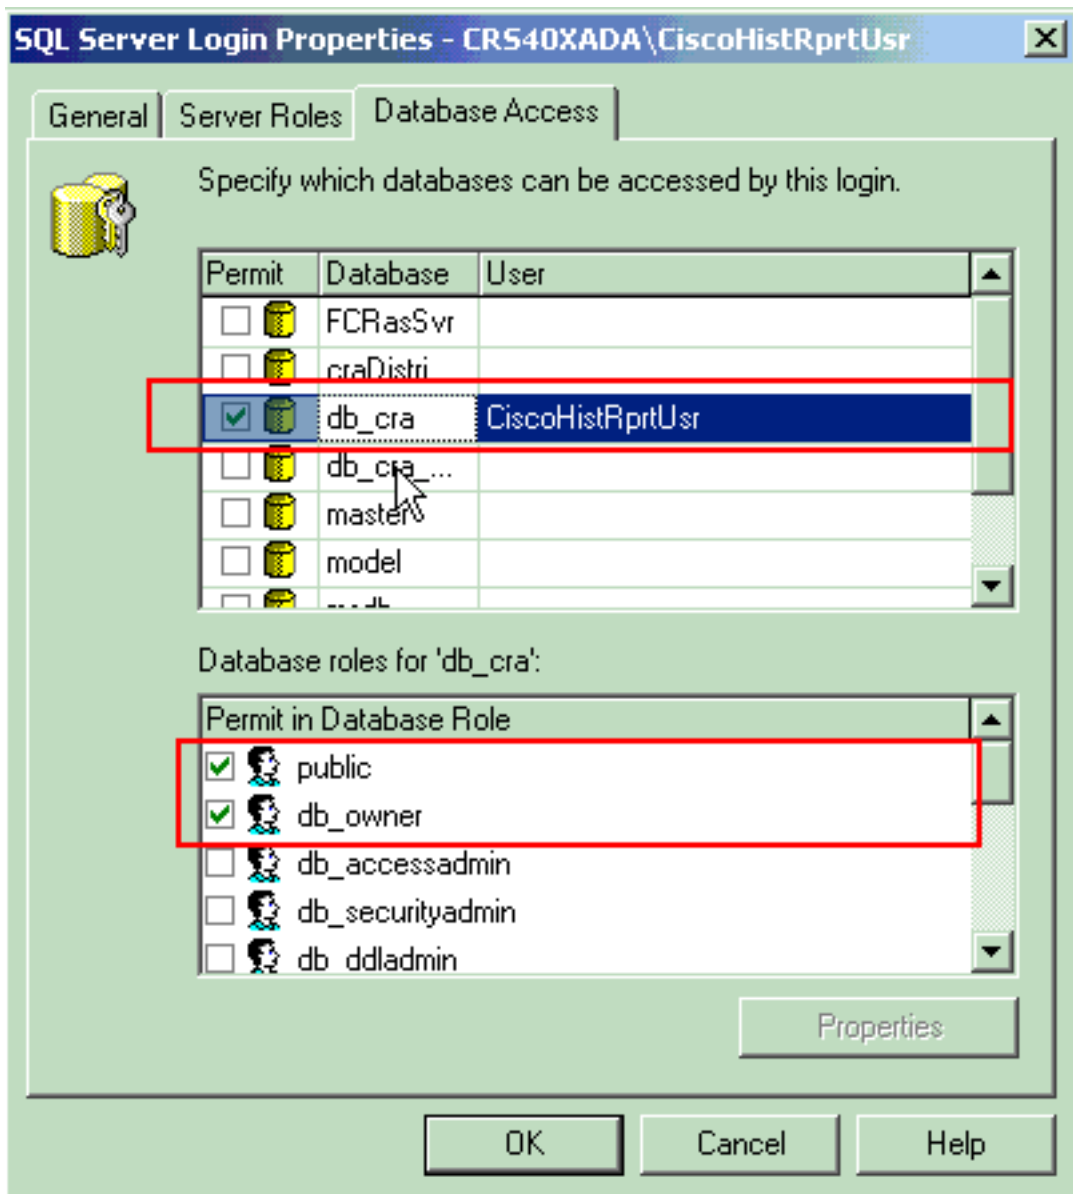 SQL Server Login Properties - CRS40XADA\CiscoHistRprtUsr
General Server Roles Database Access
Specify which databases can be accessed by this login.
Permit Database User
FCRasSvr
craDistri...
db_cra CiscoHistRprtUsr
db_cra_...
master
model
Database roles for 'db_cra':
Permit in Database Role
public
db_owner
db_accessadmin
db_securityadmin
db_ddladmin
Properties
OK Cancel Help